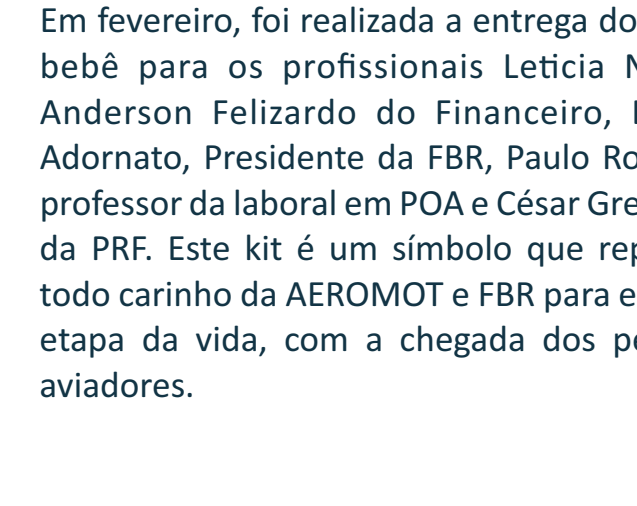 Em fevereiro, foi realizada a entrega do
bebê para os profissionais Leticia
Anderson Felizardo do Financeiro,
Adornato, Presidente da FBR, Paulo
professor da laboral em POA e César
da PRF. Este kit é um símbolo que
todo carinho da AEROMOT e FBR para
etapa da vida, com a chegada dos
aviadores.